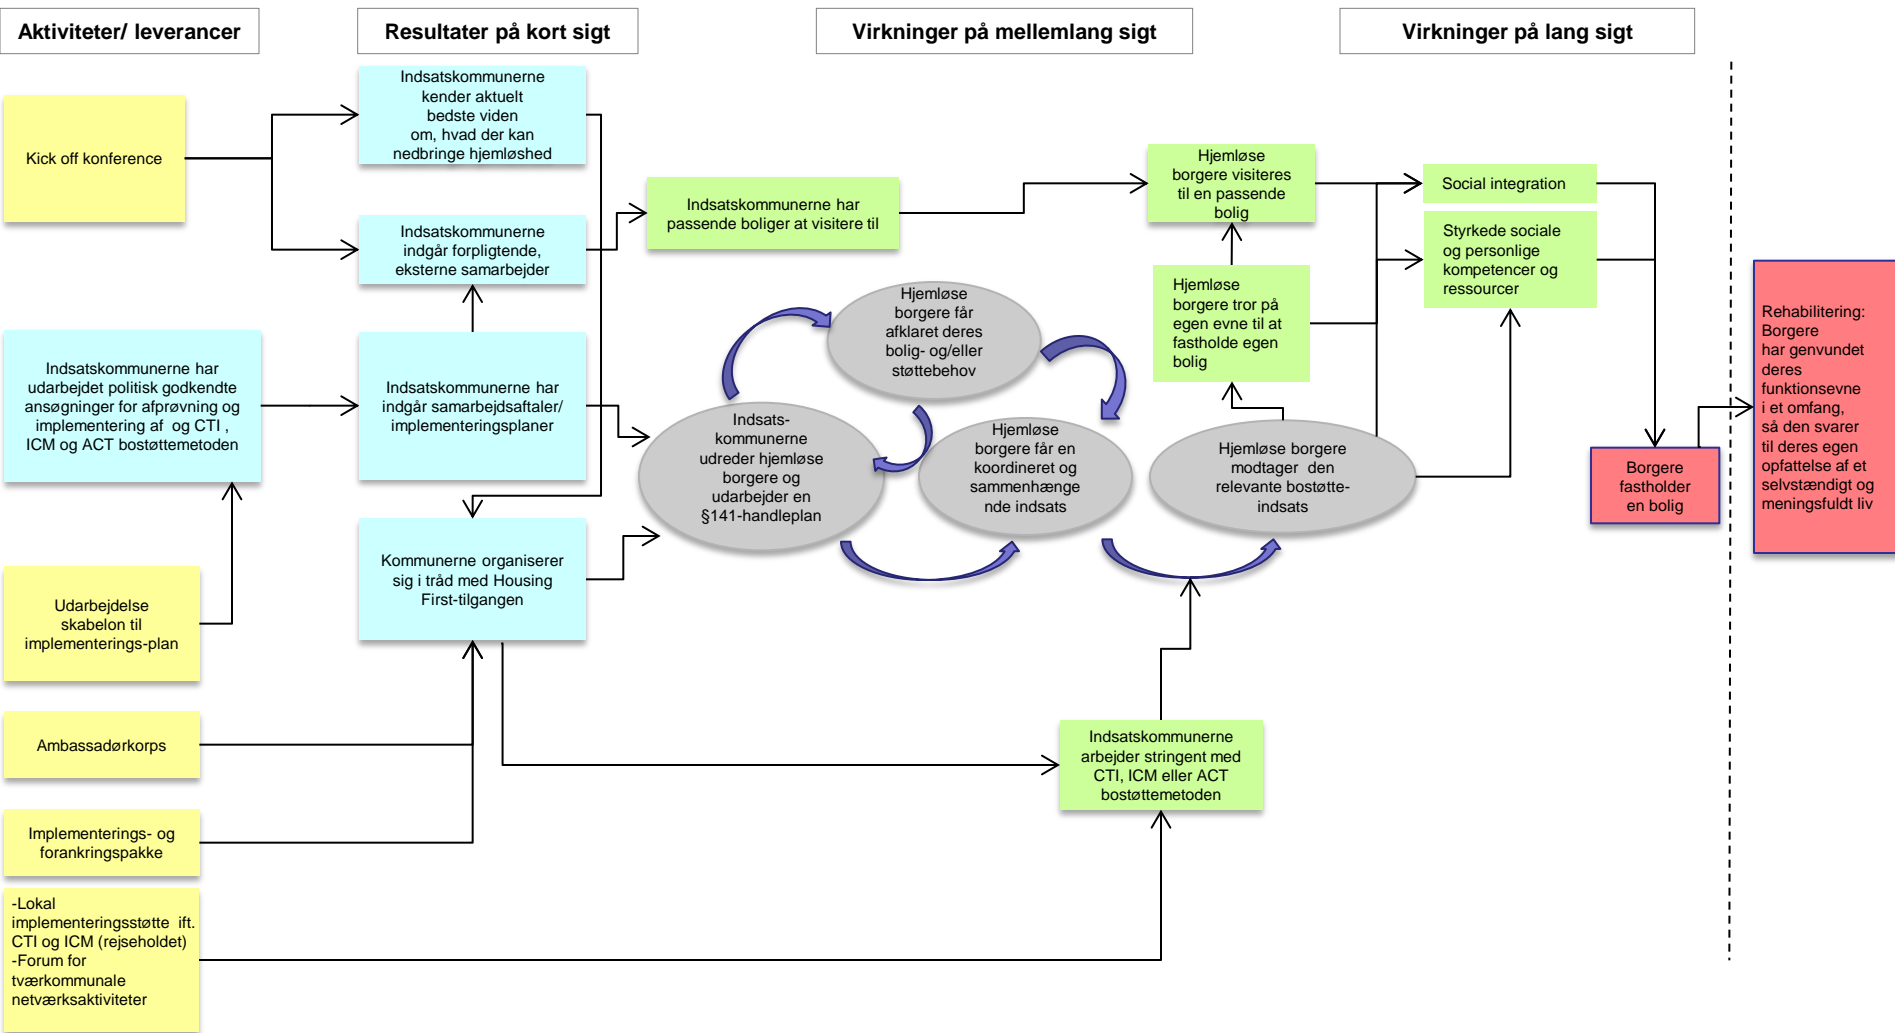 Aktiviteter/ leverancer
Resultater på kort sigt
Virkninger på mellemlang sigt
Virkninger på lang sigt
Kick off konference
Indsatskommunerne har
udarbejdet politisk godkendte
ansøgninger for afprøvning og
implementering af og CTI ,
ICM og ACT bostøttemetoden
Udarbejdelse
skabelon til
implementerings-plan
Ambassadørkorps
Implementerings- og
forankringspakke
-Lokal
implementeringsstøtte ift.
CTI og ICM (rejseholdet)
-Forum for
tværkommunale
netværksaktiviteter
Indsatskommunerne
kender aktuelt
bedste viden
om, hvad der kan
nedbringe hjemløshed
Indsatskommunerne
indgår forpligtende,
eksterne samarbejder
Indsatskommunerne har
indgår samarbejdsaftaler/
implementeringsplaner
Kommunerne organiserer
sig i tråd med Housing
First-tilgangen
Indsatskommunerne har
passende boliger at visitere til
Hjemløse
borgere får
afklaret deres
bolig- og/eller
støttebehov
Indsats-
kommunerne
udreder hjemløse
borgere og
udarbejder en
§141-handleplan
Hjemløse
borgere får en
koordineret og
sammenhænge
nde indsats
Hjemløse borgere
modtager den
relevante bostøtte-
indsats
Indsatskommunerne
arbejder stringent med
CTI, ICM eller ACT
bostøttemetoden
Hjemløse
borgere visiteres
til en passende
bolig
Hjemløse
borgere tror på
egen evne til at
fastholde egen
bolig
Social integration
Styrkede sociale
og personlige
kompetencer og
ressourcer
Borgere
fastholder
en bolig
Rehabilitering:
Borgere
har genvundet
deres
funktionsevne
i et omfang,
så den svarer
til deres egen
opfattelse af et
selvstændigt og
meningsfuldt liv